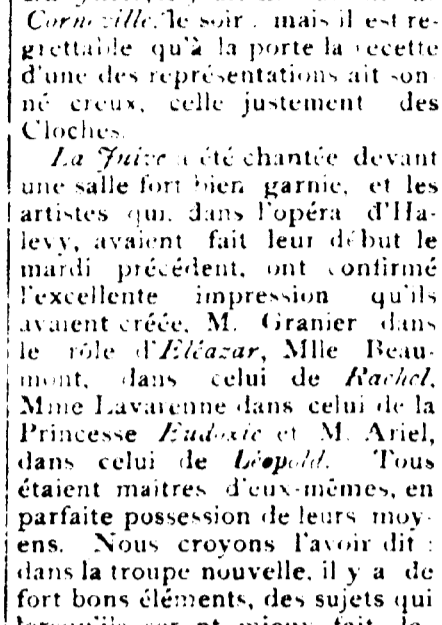 Corneville, le soir ; mais il est re-
grettable qu'à la porte la recette
d'une des représentations ait son-
né creux, celle justement des
Cloches.
La Juive a été chantée devant
une salle fort bien garnie, et les
artistes qui, dans l'opéra d'Ha-
levy, avaient fait leur début le
mardi précédent, ont confirmé
l'excellente impression qu'ils
avaient créée, M. Granier dans
le rôle d'Eléazar, Mlle Beau-
mont, dans celui de Rachel,
Mme Lavarenne dans celui de la
Princesse Eudoxie et M. Ariel,
dans celui de Léopold. Tous
étaient maitres d'eux-mêmes, en
parfaite possession de leurs moy-
ens. Nous croyons l'avoir dit :
dans la troupe nouvelle, il y a de
fort bons éléments, des sujets qui
mieux fait